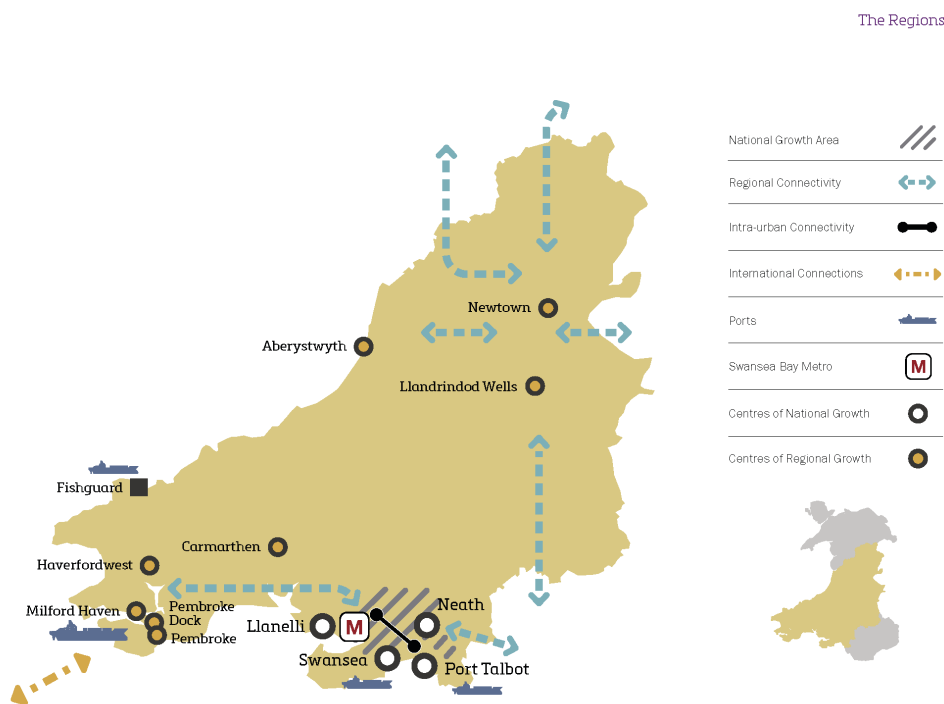 The Regions
National Growth Area
Regional Connectivity
Intra-urban Connectivity
International Connections
Ports
Swansea Bay Metro
M
Centres of National Growth
Centres of Regional Growth
Newtown
Aberystwyth
Llandrindod Wells
Fishguard
Carmarthen
Haverfordwest
Milford Haven
Pembroke
Dock
Pembroke
Neath
Llanelli
M
Swansea
Port Talbot